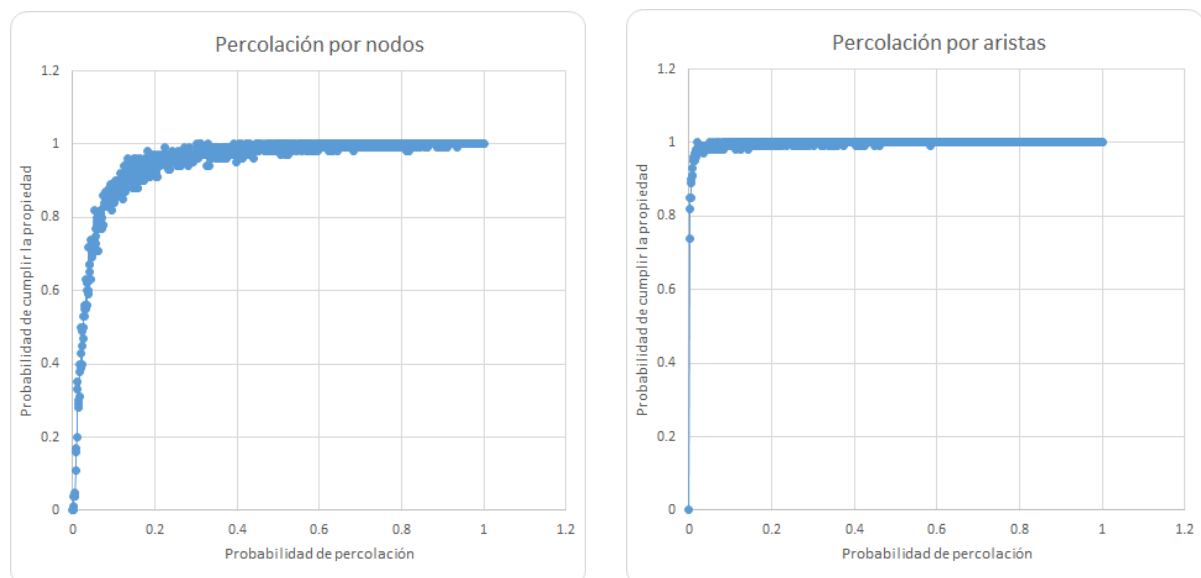 Percolación por nodos
1.2
1
0.8
0.6
0.4
0.2
0
Probabilidad de cumplir la propiedad
0 0.2 0.4 0.6 0.8 1 1.2
Probabilidad de percolación
Percolación por aristas
1.2
1
0.8
0.6
0.4
0.2
0
Probabilidad de cumplir la propiedad
0 0.2 0.4 0.6 0.8 1 1.2
Probabilidad de percolación